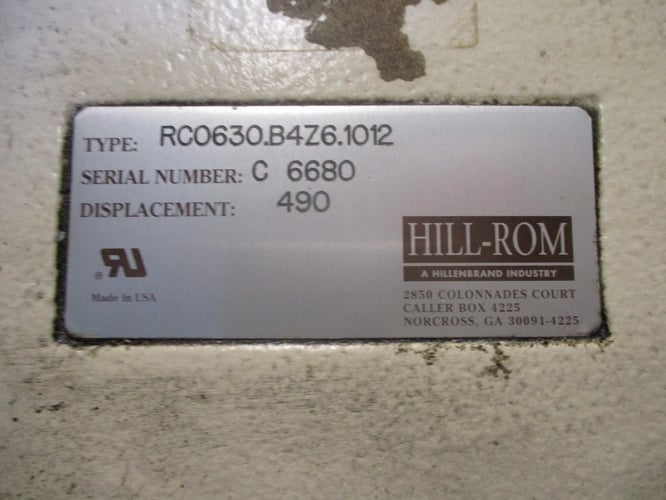 TYPE: RC0630.B4Z6.1012
SERIAL NUMBER: C 6680
DISPLACEMENT: 490
HILL-ROM
A HILLENBRAND INDUSTRY
RU ®
Made in USA
2850 COLONNADES COURT
CALLER BOX 4225
NORCROSS, GA 30091-4225